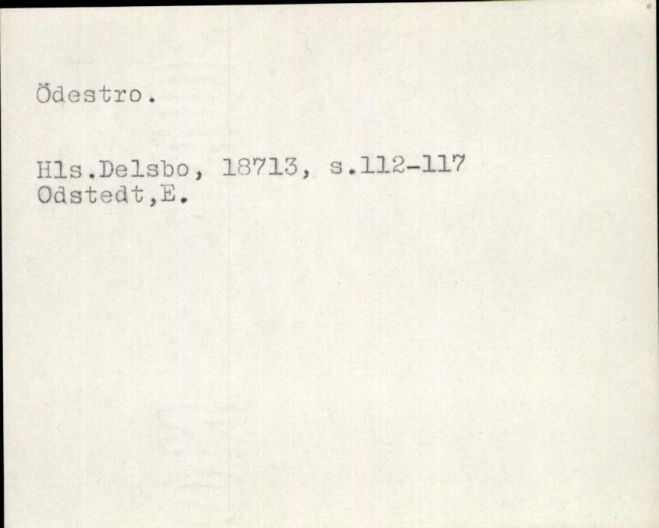 Ödestro.
Hls.Delsbo, 18713, s.112-117
Odstedt,E.